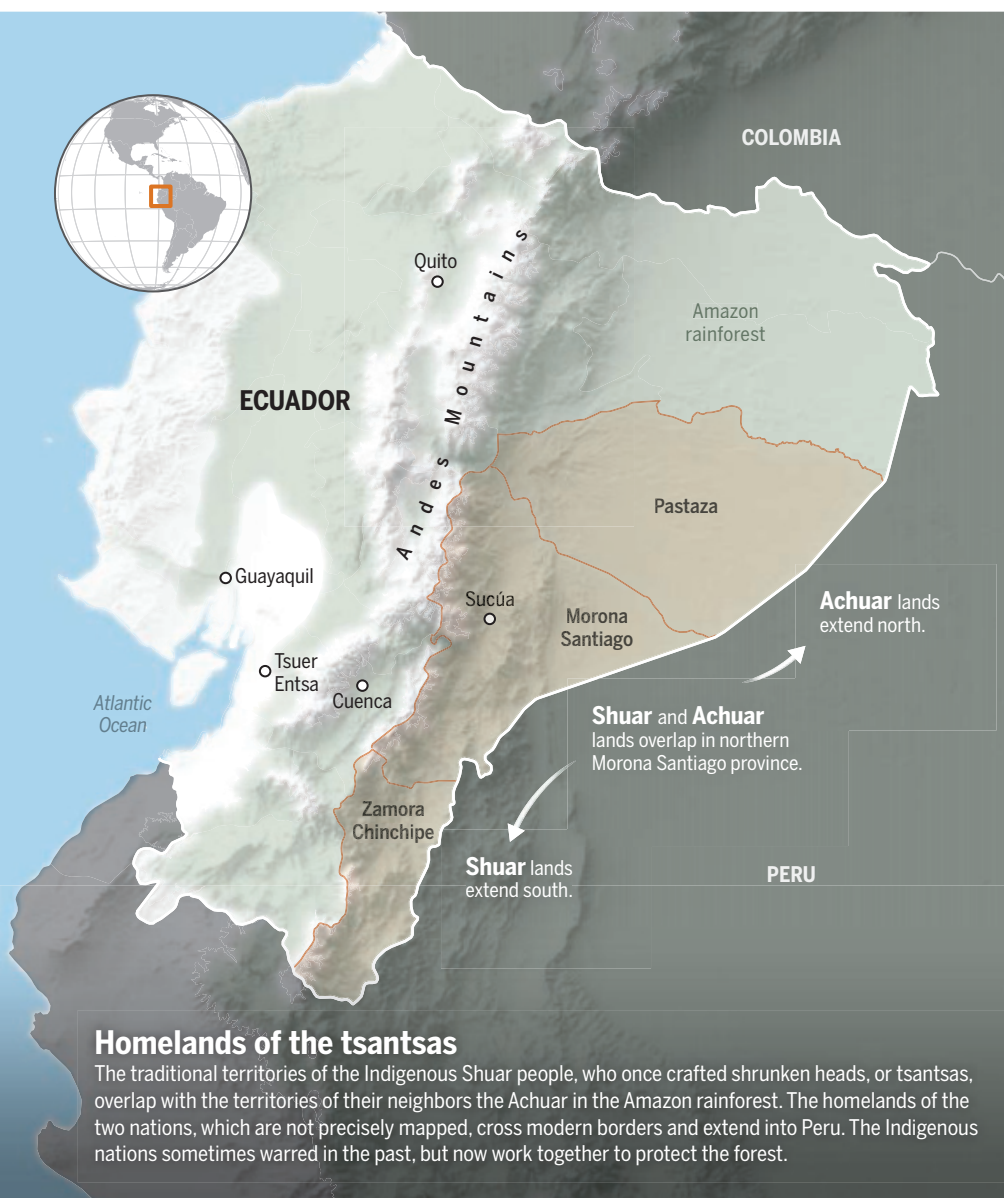 COLOMBIA
Quito
Andes Mountains
Amazon
rainforest
ECUADOR
Pastaza
Guayaquil
Sucúa
Morona
Santiago
Achuar lands
extend north.
Tsuer
Entsa
Cuenca
Atlantic
Ocean
Shuar and Achuar
lands overlap in northern
Morona Santiago province.
Zamora
Chinchipe
Shuar lands
extend south.
PERU
Homelands of the tsantsas
The traditional territories of the Indigenous Shuar people, who once crafted shrunken heads, or tsantsas,
overlap with the territories of their neighbors the Achuar in the Amazon rainforest. The homelands of the
two nations, which are not precisely mapped, cross modern borders and extend into Peru. The Indigenous
nations sometimes warred in the past, but now work together to protect the forest.